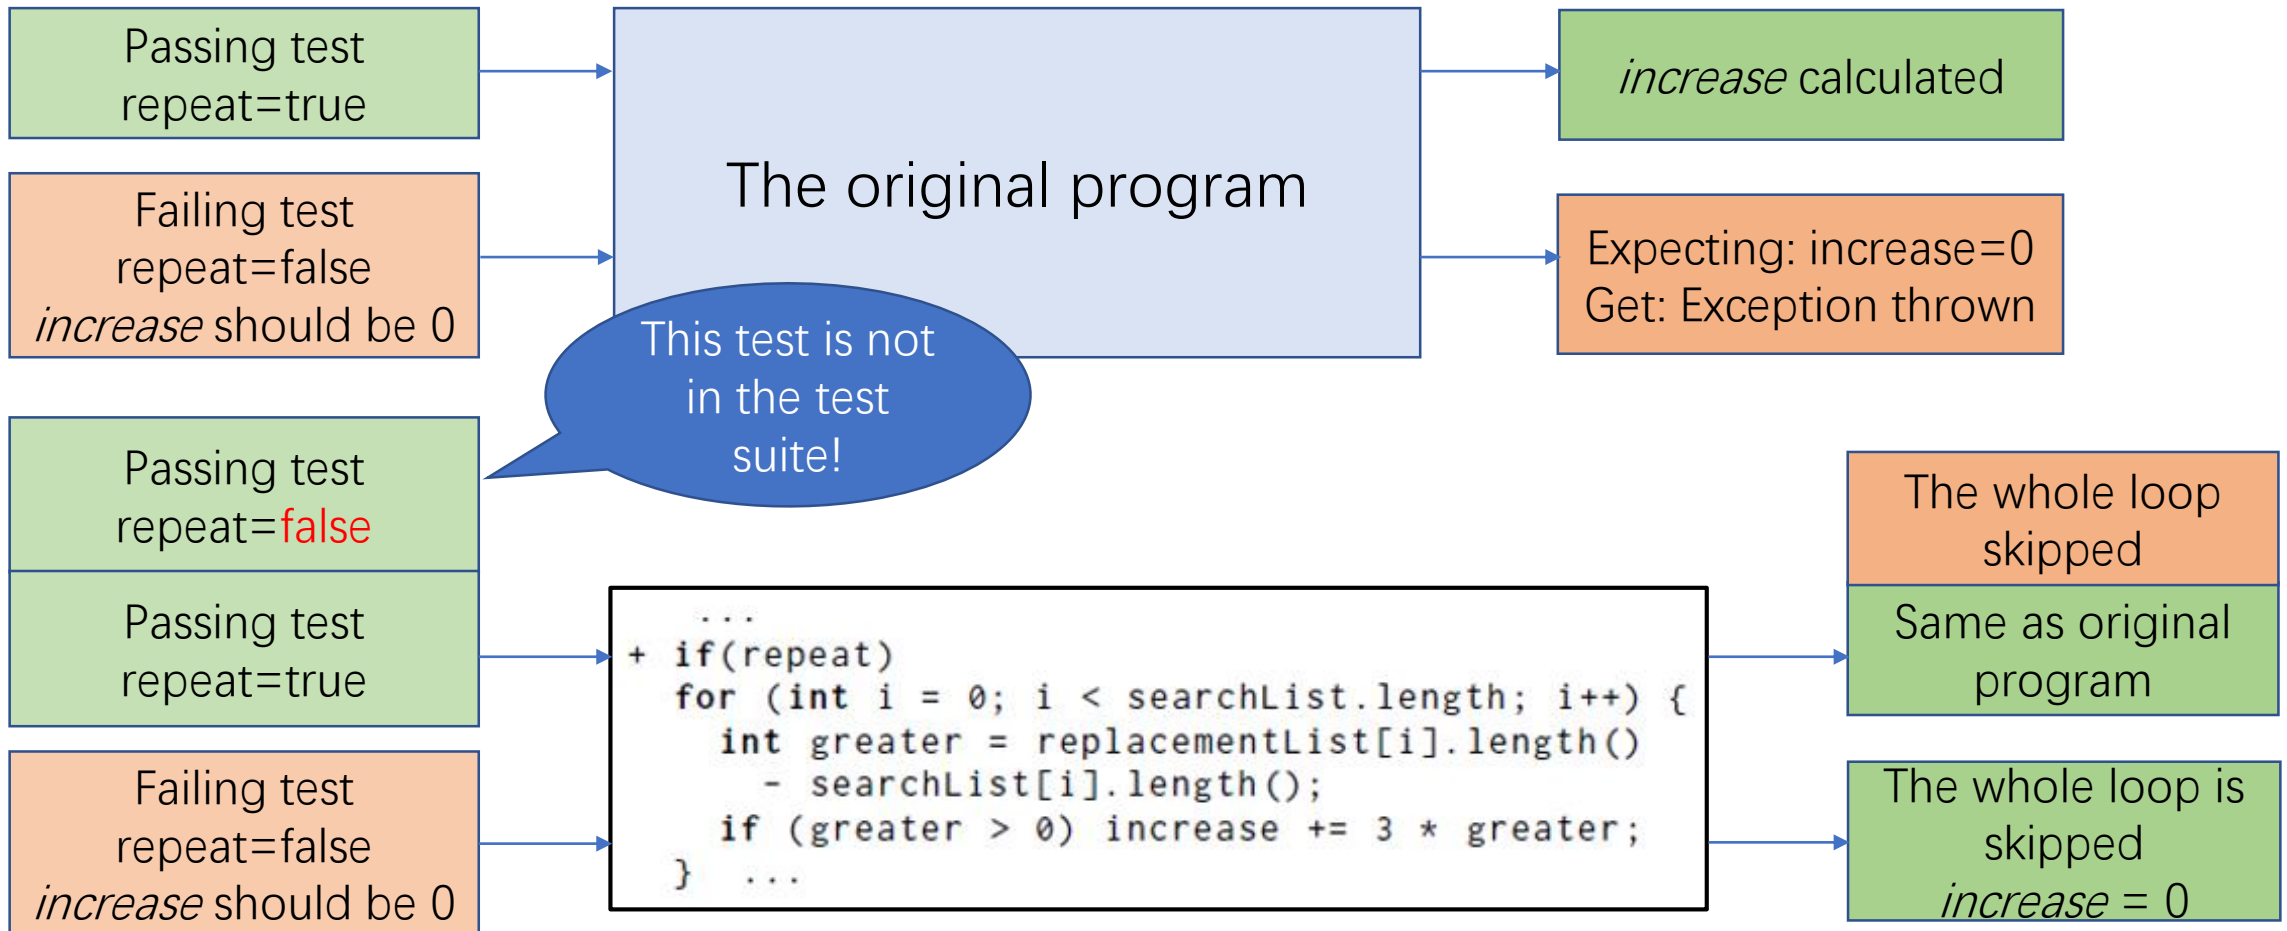 Passing test
repeat=true
The original program
increase calculated
Failing test
repeat=false
increase should be 0
Expecting: increase=0
Get: Exception thrown
This test is not
in the test
suite!
Passing test
repeat=false
The whole loop
skipped
Passing test
repeat=true
Same as original
program
...
+ if(repeat)
for (int i = 0; i < searchList.length; i++) {
int greater = replacementList[i].length()
- searchList[i].length();
if (greater > 0) increase += 3 * greater;
} ...
Failing test
repeat=false
increase should be 0
The whole loop is
skipped
increase = 0